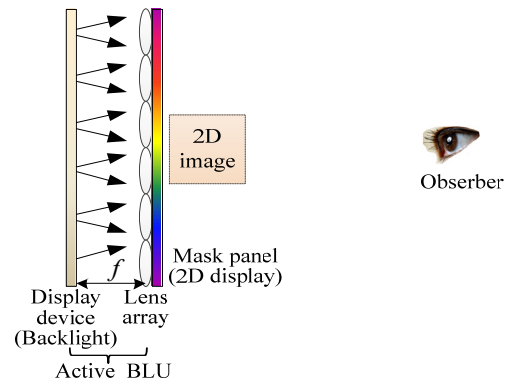 2D
image
Obserber
f
Mask panel
(2D display)
Display
device
(Backlight)
Lens
array
Active BLU